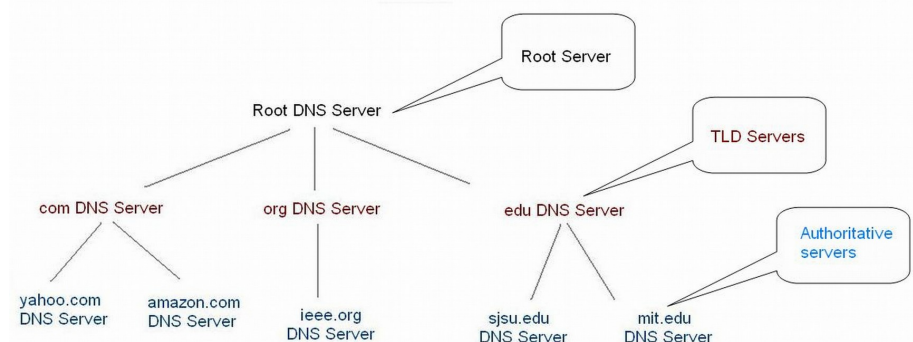 Root Server
Root DNS Server
TLD Servers
com DNS Server
org DNS Server
edu DNS Server
Authoritative
servers
yahoo.com
DNS Server
amazon.com
DNS Server
ieee.org
DNS Server
sjsu.edu
DNS Server
mit.edu
DNS Server